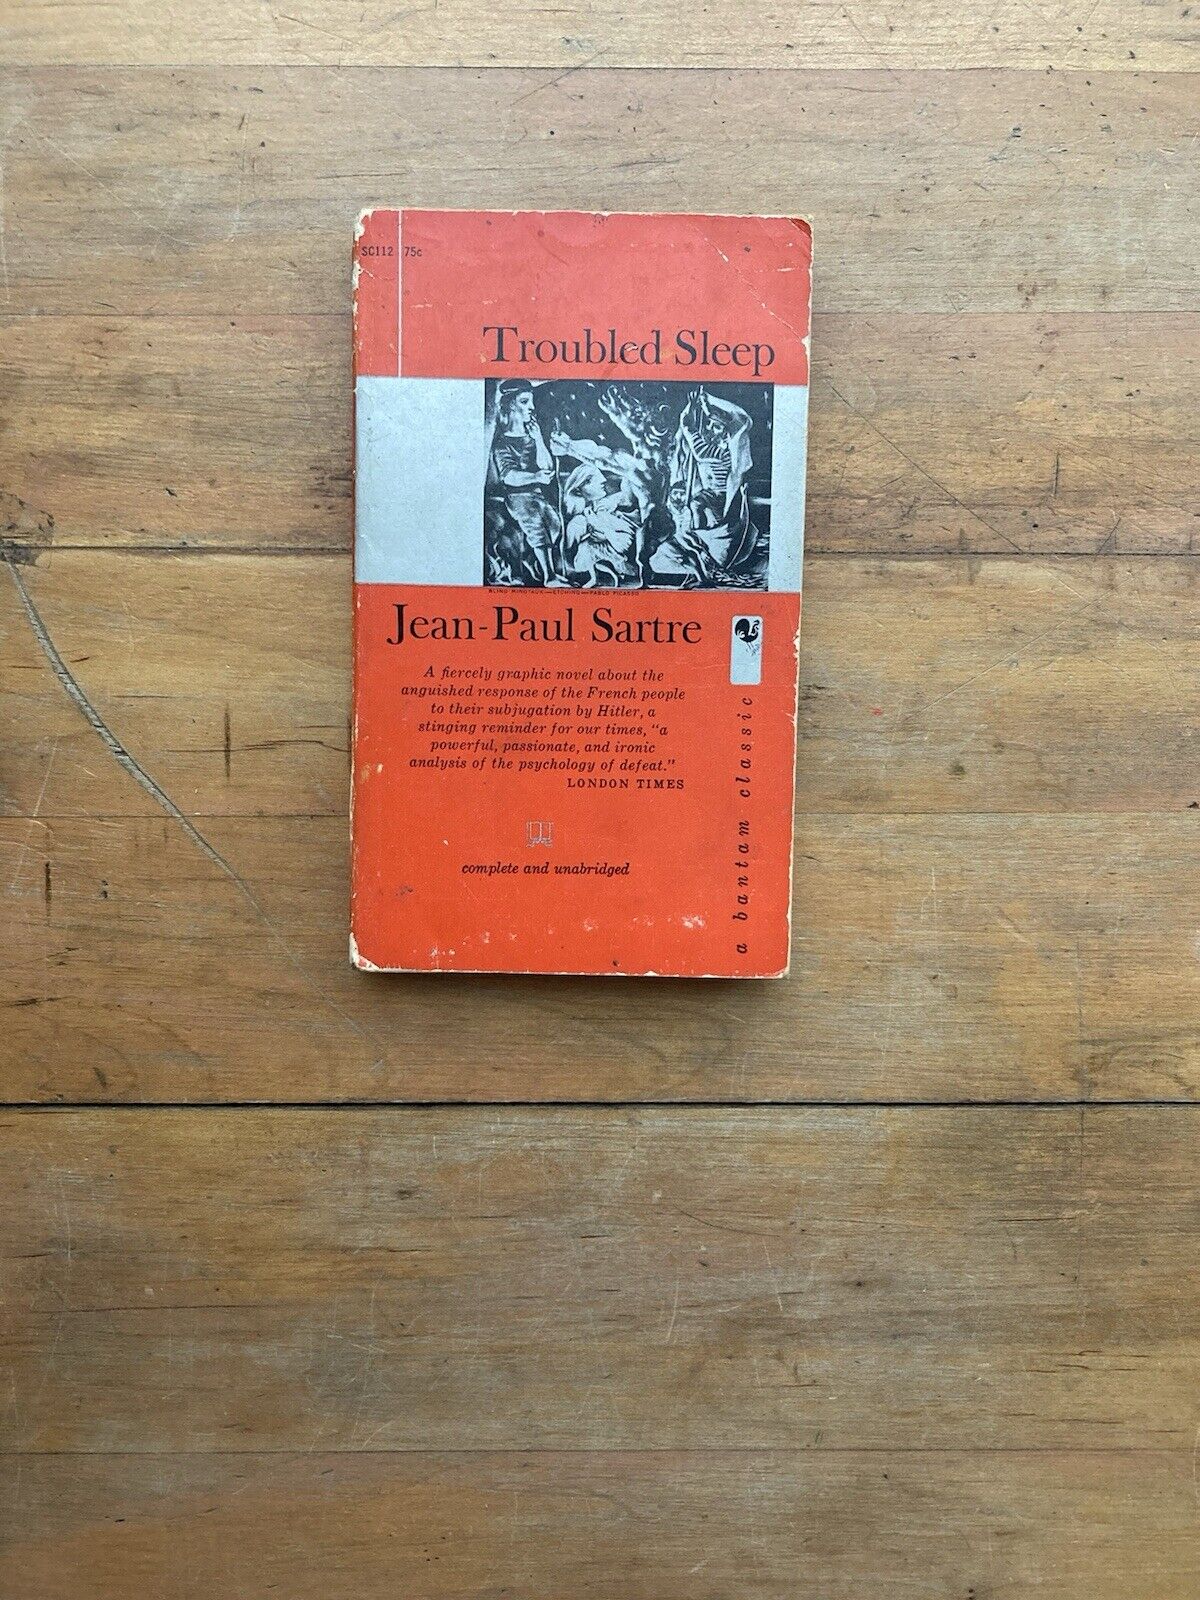 SC112 75¢
Troubled Sleep
BLIND MINOTAUR—ETCHING—PABLO PICASSO
Jean-Paul Sartre
A fiercely graphic novel about the
anguished response of the French people
to their subjugation by Hitler, a
stinging reminder for our times, "a
powerful, passionate, and ironic
analysis of the psychology of defeat."
LONDON TIMES
complete and unabridged
a bantam classic